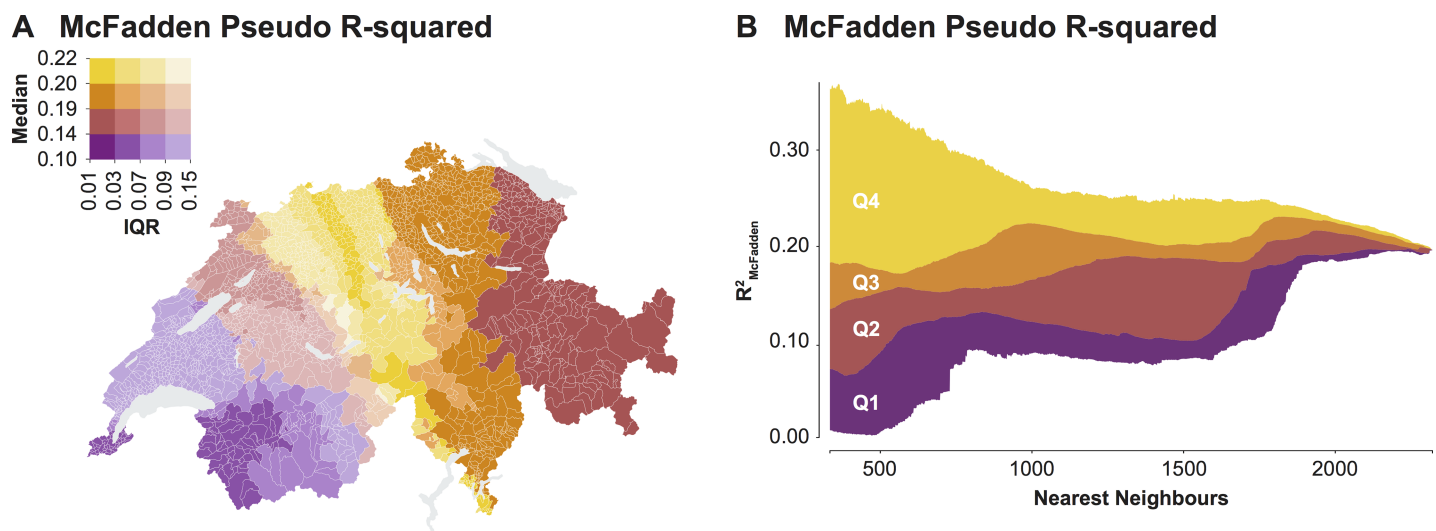 A McFadden Pseudo R-squared
0.22
0.20
0.19
0.14
0.10
Median
0.01
0.03
0.07
0.09
0.15
IQR
B McFadden Pseudo R-squared
R²McFadden
0.30
0.20
0.10
0.00
Q4
Q3
Q2
Q1
500 1000 1500 2000
Nearest Neighbours